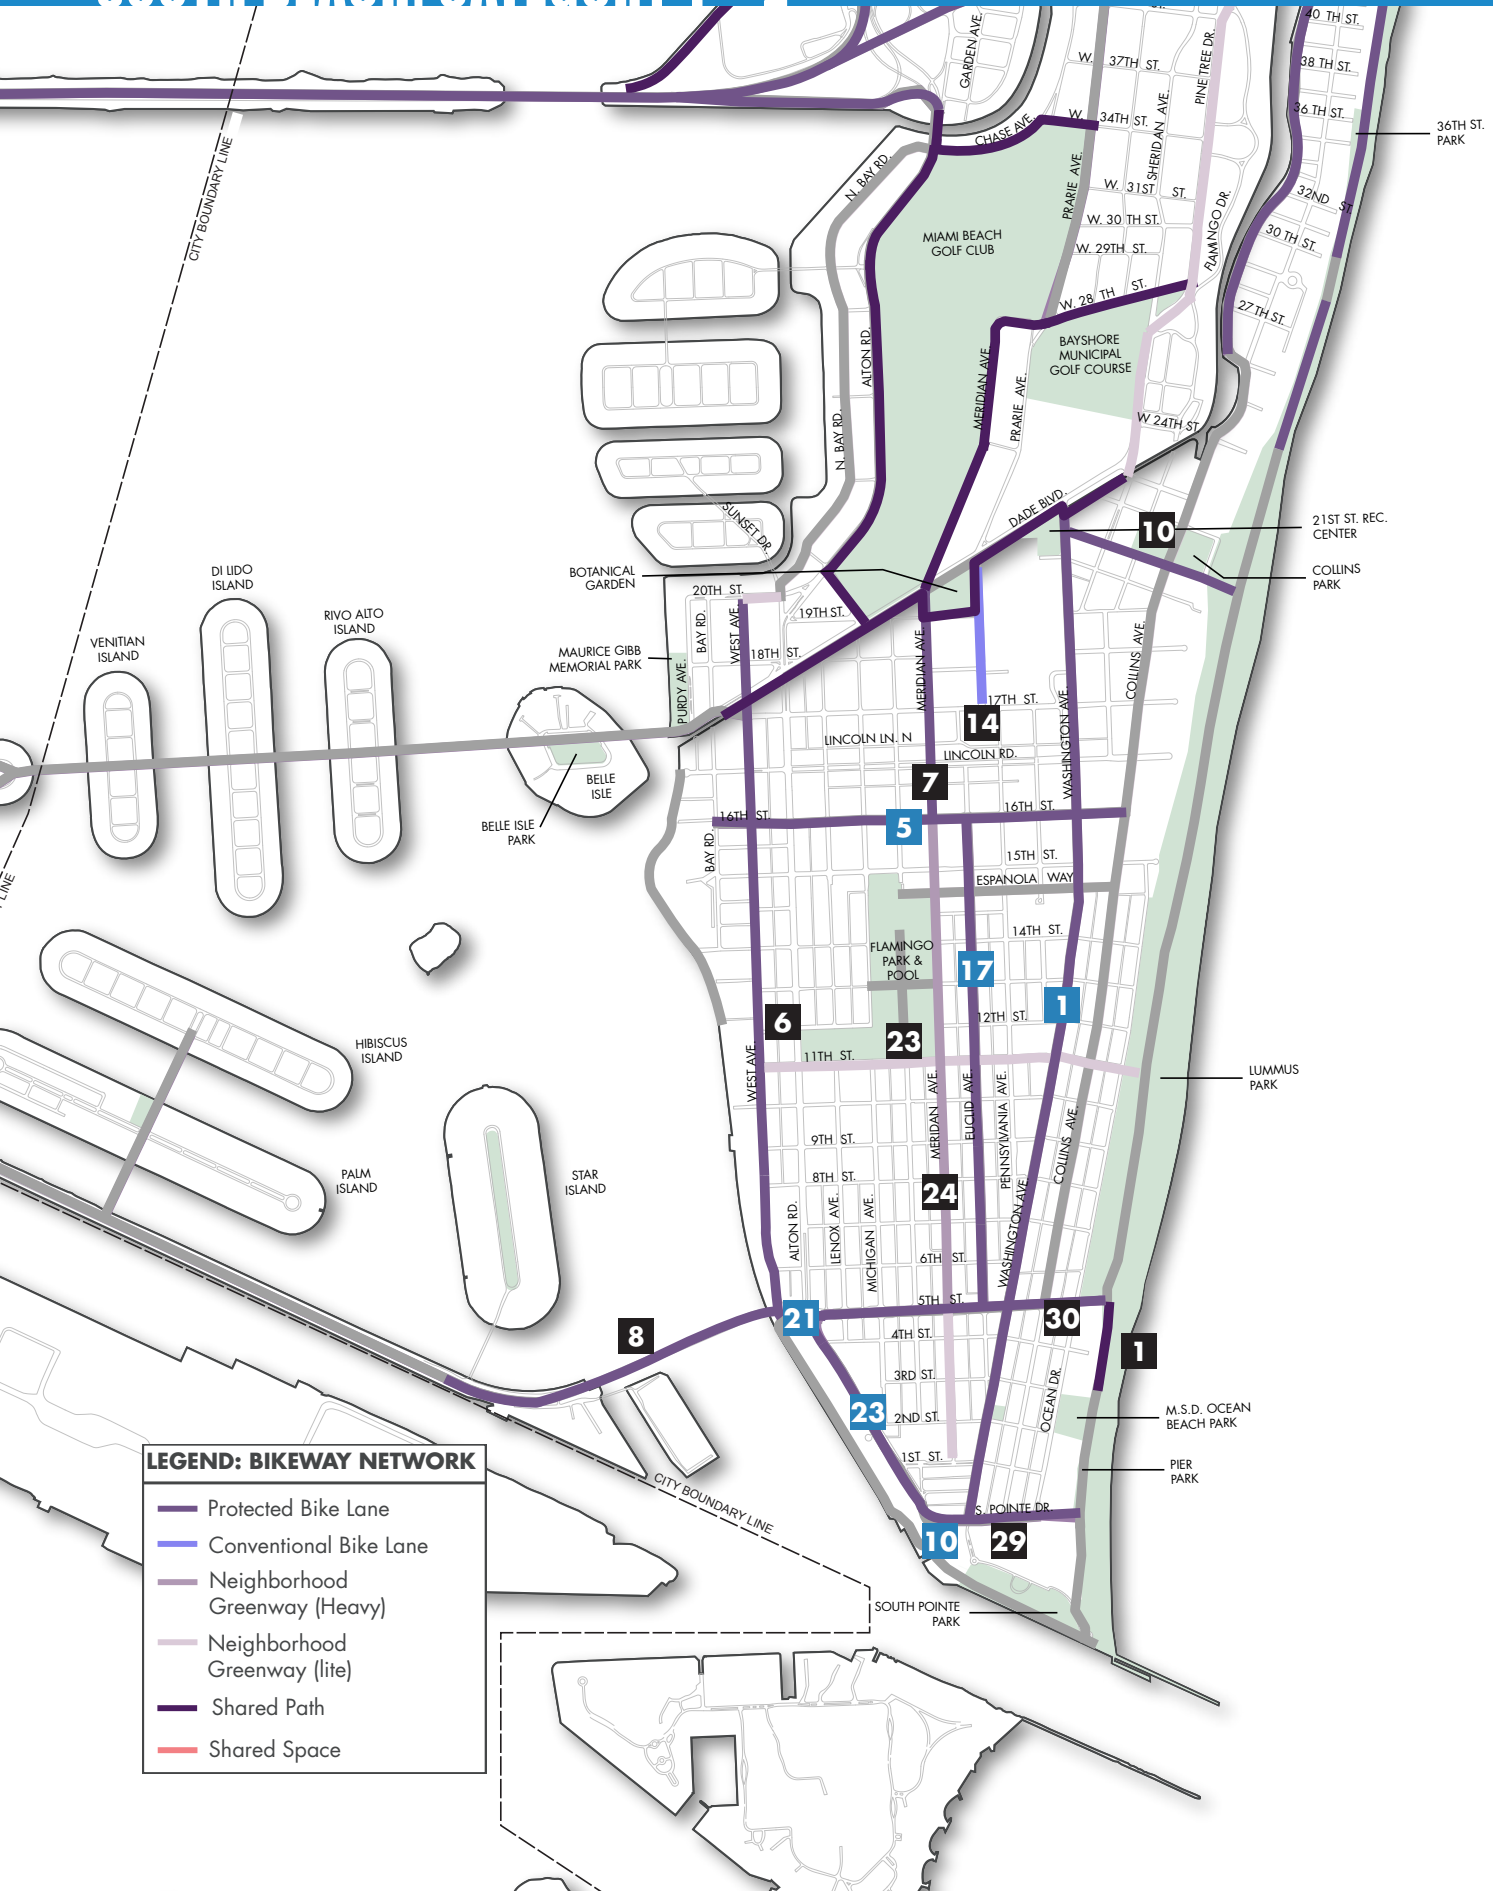 40 TH ST.
GARDEN AVE.
W. 37TH ST.
PINE TREE DR.
38 TH ST.
36 TH ST.
36TH ST.
PARK
CHASE AVE.
W. 34TH ST.
SHERIDAN AVE.
CITY BOUNDARY LINE
N. BAY RD.
PRARIE AVE.
W. 31ST ST.
32ND ST.
W. 30 TH ST.
FLAMINGO DR.
30 TH ST.
MIAMI BEACH
GOLF CLUB
W. 29TH ST.
W. 28 TH ST.
27TH ST.
ALTON RD.
BAYSHORE
MUNICIPAL
GOLF COURSE
MERIDIAN AVE.
PRARIE AVE.
N. BAY RD.
W 24TH ST.
SUNSET DR.
DADE BLVD.
10
21ST ST. REC.
CENTER
BOTANICAL
GARDEN
COLLINS
PARK
DI LIDO
ISLAND
RIVO ALTO
ISLAND
VENITIAN
ISLAND
20TH ST.
19TH ST.
BAY RD.
WEST AVE.
18TH ST.
MAURICE GIBB
MEMORIAL PARK
PURDY AVE.
MERIDIAN AVE.
COLLINS AVE.
17TH ST.
14
WASHINGTON AVE.
LINCOLN LN. N
LINCOLN RD.
7
BELLE
ISLE
BELLE ISLE
PARK
16TH ST.
5
16TH ST.
BAY RD.
15TH ST.
ESPANOLA WAY
14TH ST.
FLAMINGO
PARK &
POOL
17
1
6
12TH ST.
23
HIBISCUS
ISLAND
11TH ST.
WEST AVE.
MERIDAN AVE.
EUCLID AVE.
PENNSYLVANIA AVE.
COLLINS AVE.
LUMMUS
PARK
9TH ST.
8TH ST.
PALM
ISLAND
STAR
ISLAND
24
ALTON RD.
LENOX AVE.
MICHIGAN AVE.
WASHINGTON AVE.
6TH ST.
5TH ST.
21
30
8
4TH ST.
1
3RD ST.
OCEAN DR.
23
2ND ST.
M.S.D. OCEAN
BEACH PARK
1ST ST.
PIER
PARK
CITY BOUNDARY LINE
S. POINTE DR.
10
29
SOUTH POINTE
PARK
LEGEND: BIKEWAY NETWORK
Protected Bike Lane
Conventional Bike Lane
Neighborhood
Greenway (Heavy)
Neighborhood
Greenway (lite)
Shared Path
Shared Space